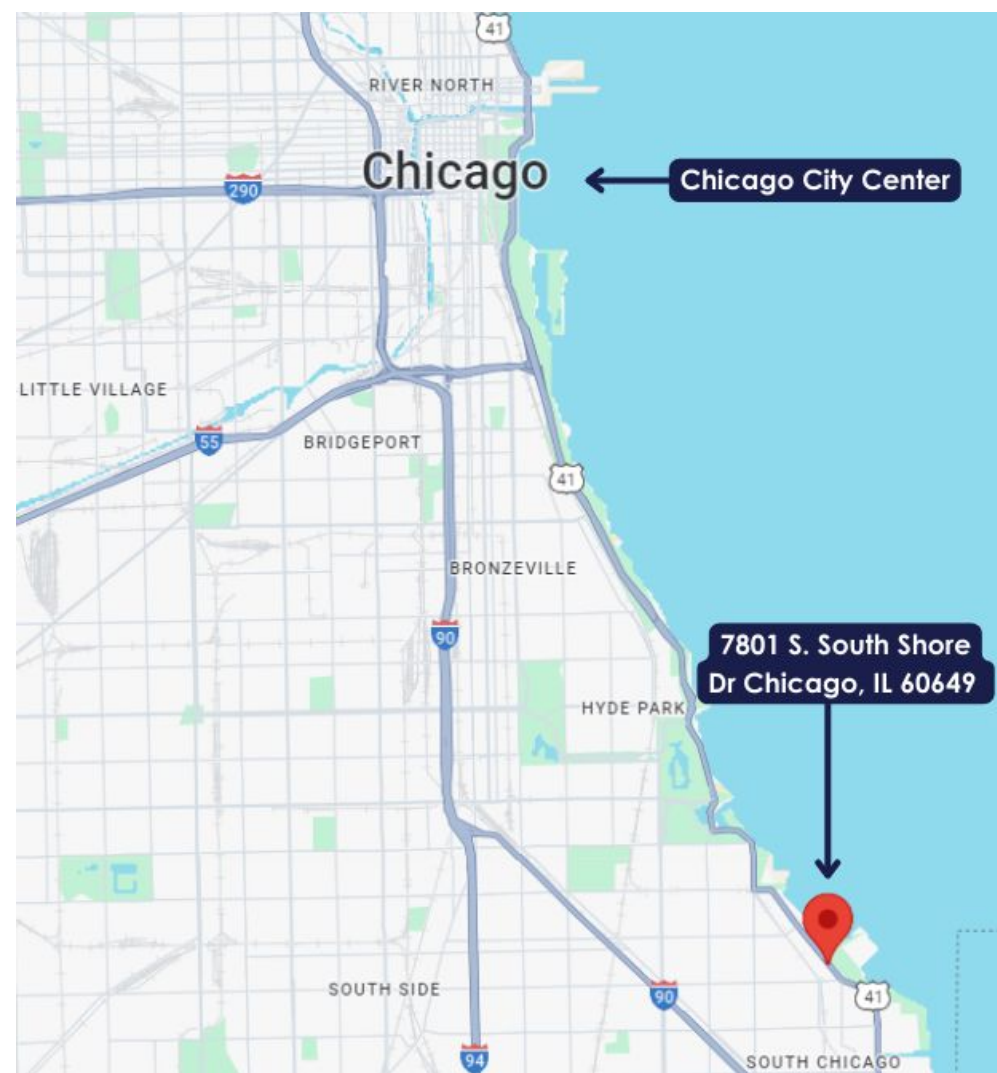 41
RIVER NORTH
Chicago
Chicago City Center
290
LITTLE VILLAGE
55
BRIDGEPORT
41
BRONZEVILLE
90
7801 S. South Shore
Dr Chicago, IL 60649
HYDE PARK
SOUTH SIDE
90
41
94
SOUTH CHICAGO